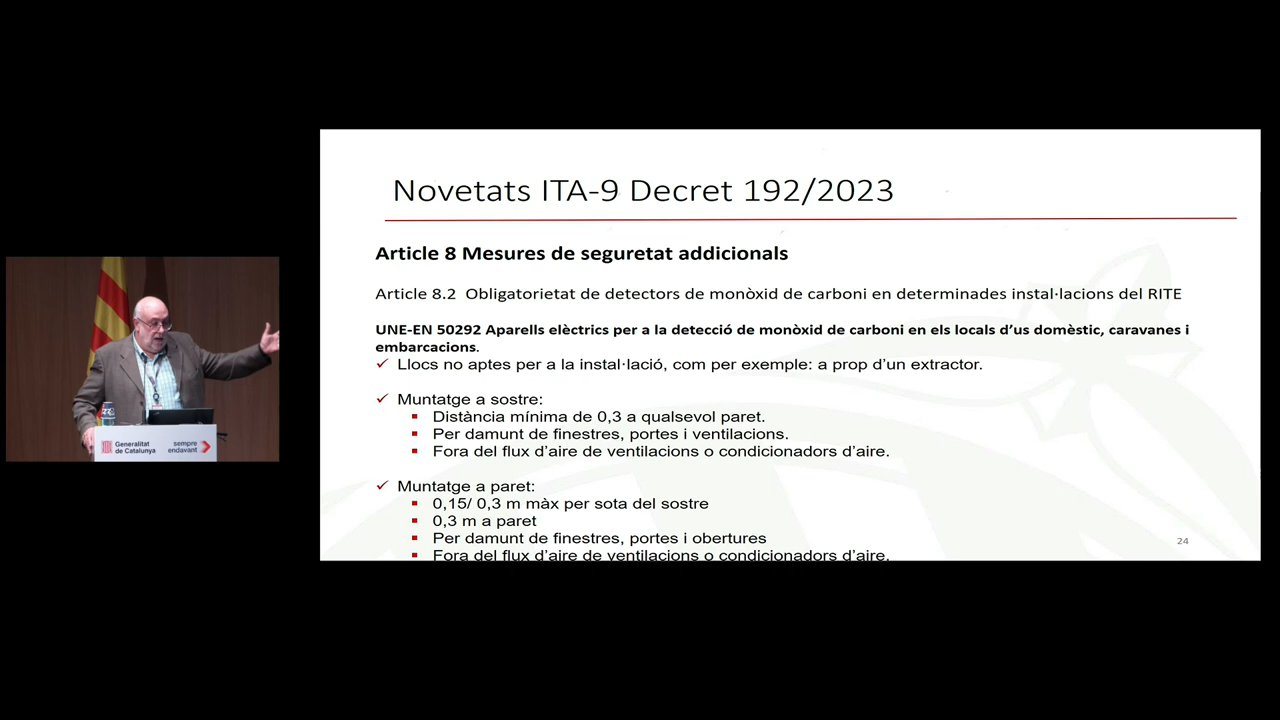 Novetats ITA-9 Decret 192/2023
Article 8 Mesures de seguretat addicionals
Article 8.2 Obligatorietat de detectors de monòxid de carboni en determinades instal·lacions del RITE
UNE-EN 50292 Aparells elèctrics per a la detecció de monòxid de carboni en els locals d’us domèstic, caravanes i
embarcacions.
✓ Llocs no aptes per a la instal·lació, com per exemple: a prop d’un extractor.
✓ Muntatge a sostre:
▪ Distància mínima de 0,3 a qualsevol paret.
▪ Per damunt de finestres, portes i ventilacions.
▪ Fora del flux d’aire de ventilacions o condicionadors d’aire.
✓ Muntatge a paret:
▪ 0,15/ 0,3 m màx per sota del sostre
▪ 0,3 m a paret
▪ Per damunt de finestres, portes i obertures
▪ Fora del flux d’aire de ventilacions o condicionadors d’aire.
24
Generalitat
de Catalunya
sempre
endavant